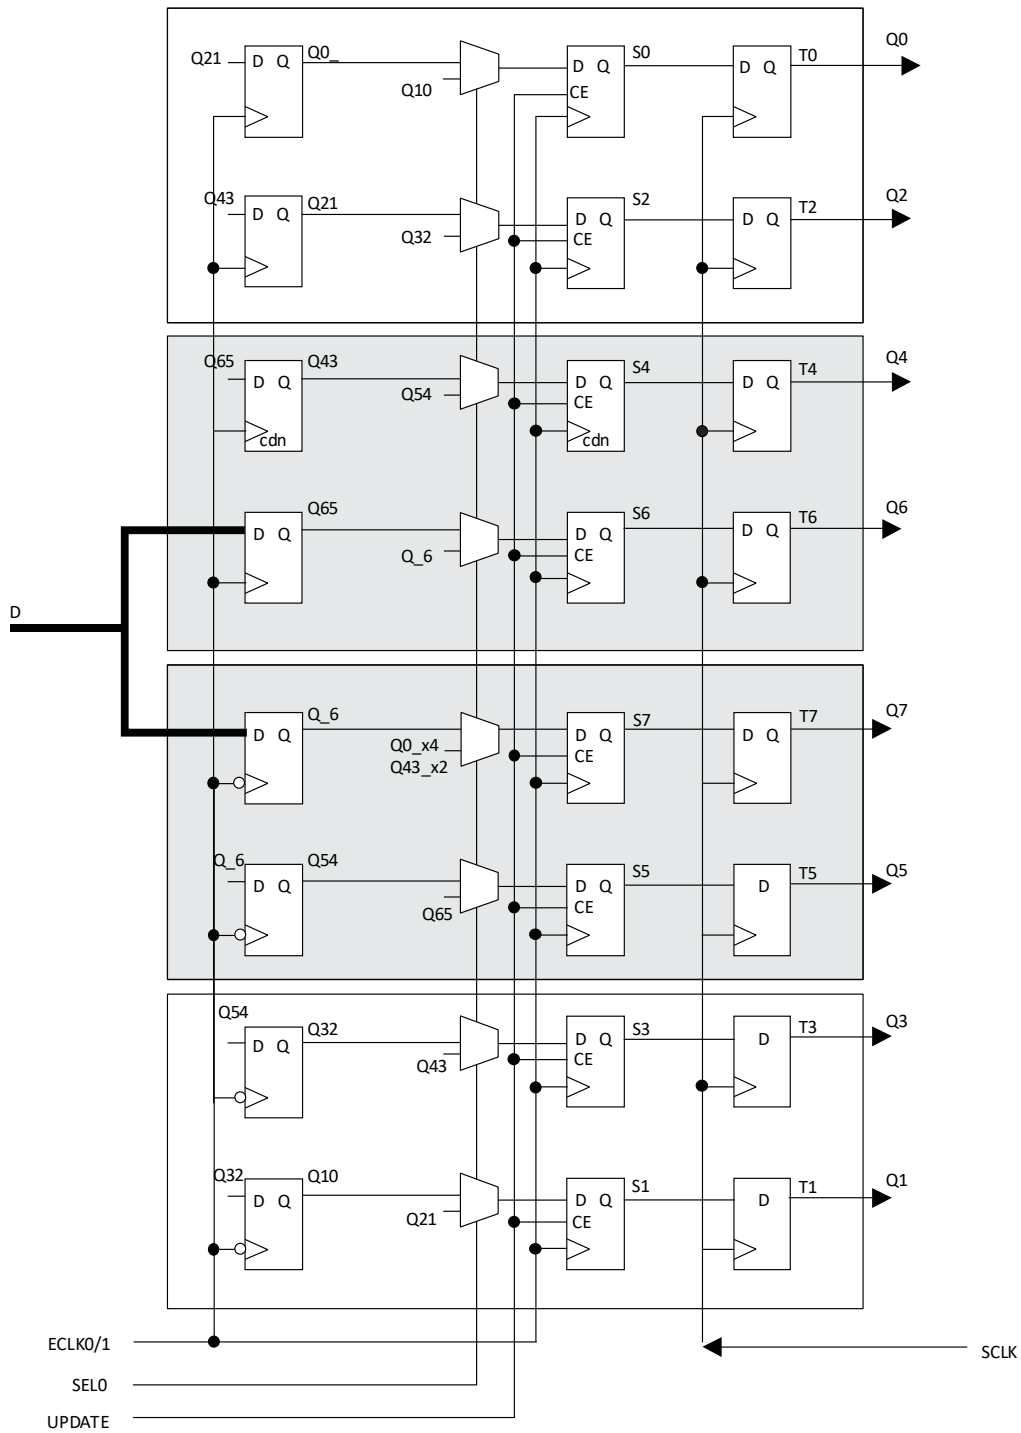 Q21 D Q Q0_ Q10 D Q CE S0 D Q T0 Q0
Q43 D Q Q21 Q32 D Q CE S2 D Q T2 Q2
Q65 D Q cdn Q43 Q54 D Q CE cdn S4 D Q T4 Q4
D Q Q65 Q_6 D Q CE S6 D Q T6 Q6
D
D Q Q_6 Q0_x4 Q43_x2 D Q CE S7 D Q T7 Q7
Q_6 D Q Q54 Q65 D Q CE S5 D T5 Q5
Q54 D Q Q32 Q43 D Q CE S3 D T3 Q3
Q32 D Q Q10 Q21 D Q CE S1 D T1 Q1
ECLK0/1
SCLK
SEL0
UPDATE